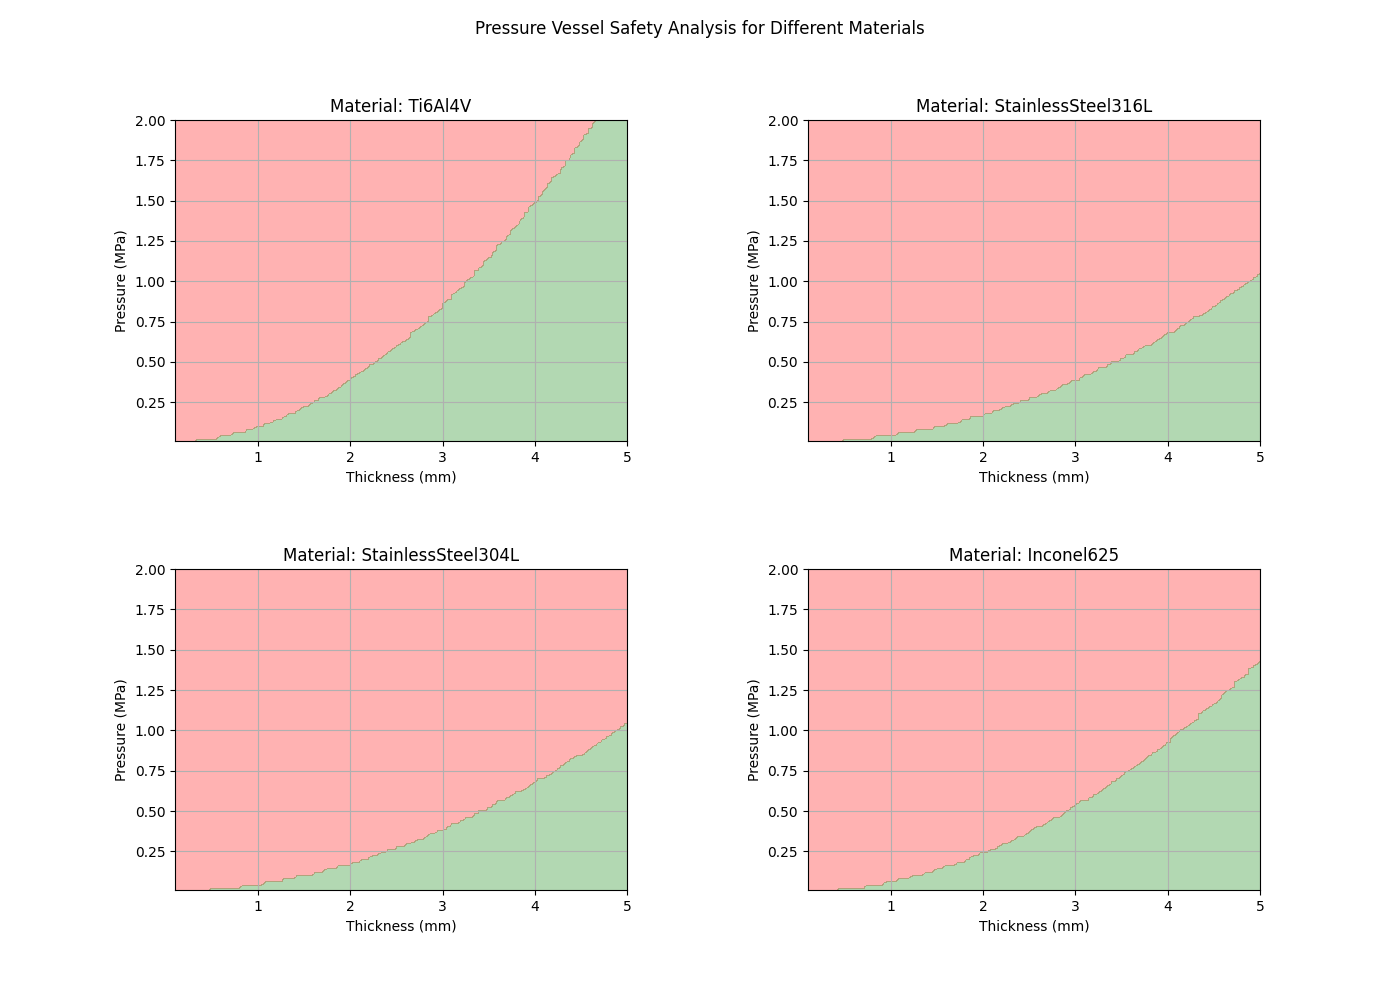 Pressure Vessel Safety Analysis for Different Materials
Material: Ti6Al4V
2.00
1.75
1.50
1.25
1.00
0.75
0.50
0.25
Pressure (MPa)
1 2 3 4 5
Thickness (mm)
Material: StainlessSteel316L
2.00
1.75
1.50
1.25
1.00
0.75
0.50
0.25
Pressure (MPa)
1 2 3 4 5
Thickness (mm)
Material: StainlessSteel304L
2.00
1.75
1.50
1.25
1.00
0.75
0.50
0.25
Pressure (MPa)
1 2 3 4 5
Thickness (mm)
Material: Inconel625
2.00
1.75
1.50
1.25
1.00
0.75
0.50
0.25
Pressure (MPa)
1 2 3 4 5
Thickness (mm)